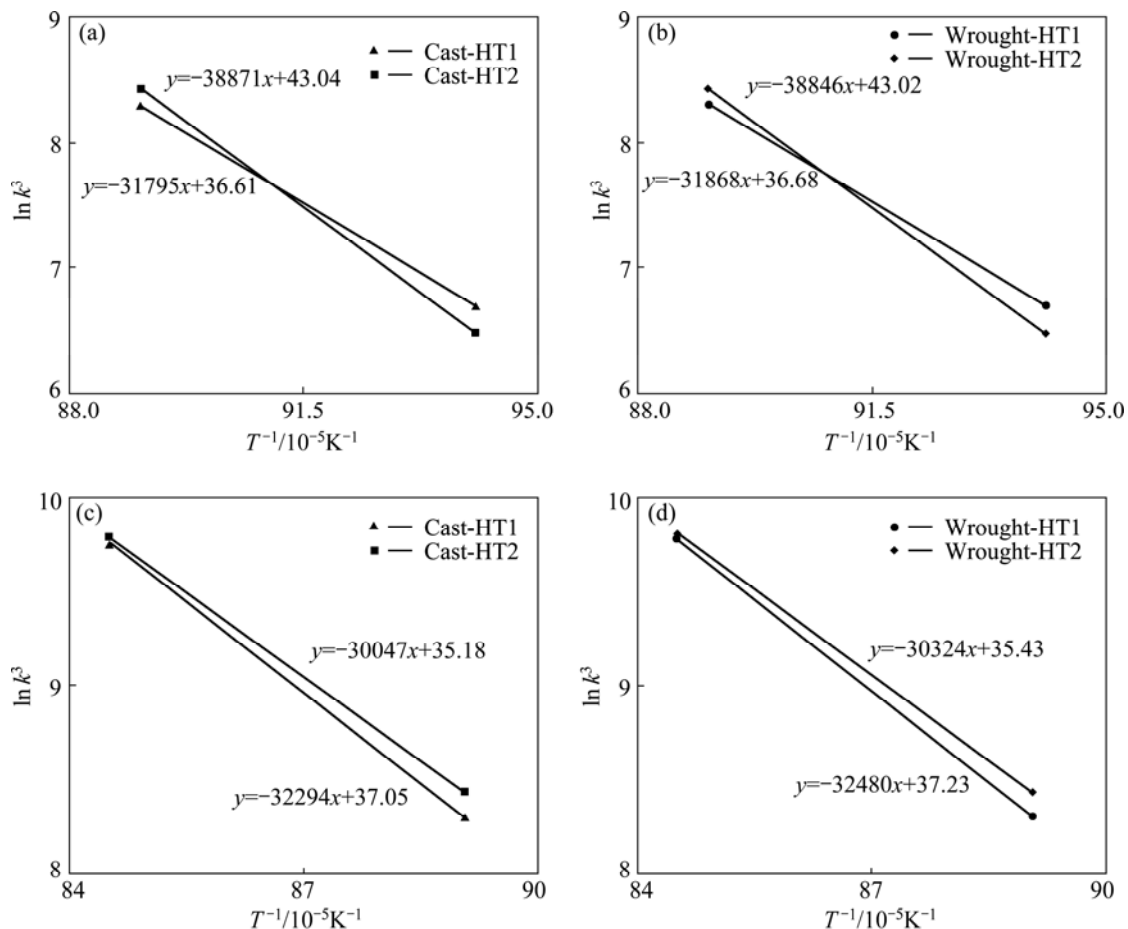 (a)
Cast-HT1
Cast-HT2
y=−38871x+43.04
y=−31795x+36.61
9
8
7
6
ln k³
88.0
91.5
95.0
T⁻¹/10⁻⁵K⁻¹
(b)
Wrought-HT1
Wrought-HT2
y=−38846x+43.02
y=−31868x+36.68
9
8
7
6
ln k³
88.0
91.5
95.0
T⁻¹/10⁻⁵K⁻¹
(c)
Cast-HT1
Cast-HT2
y=−30047x+35.18
y=−32294x+37.05
10
9
8
ln k³
84
87
90
T⁻¹/10⁻⁵K⁻¹
(d)
Wrought-HT1
Wrought-HT2
y=−30324x+35.43
y=−32480x+37.23
10
9
8
ln k³
84
87
90
T⁻¹/10⁻⁵K⁻¹